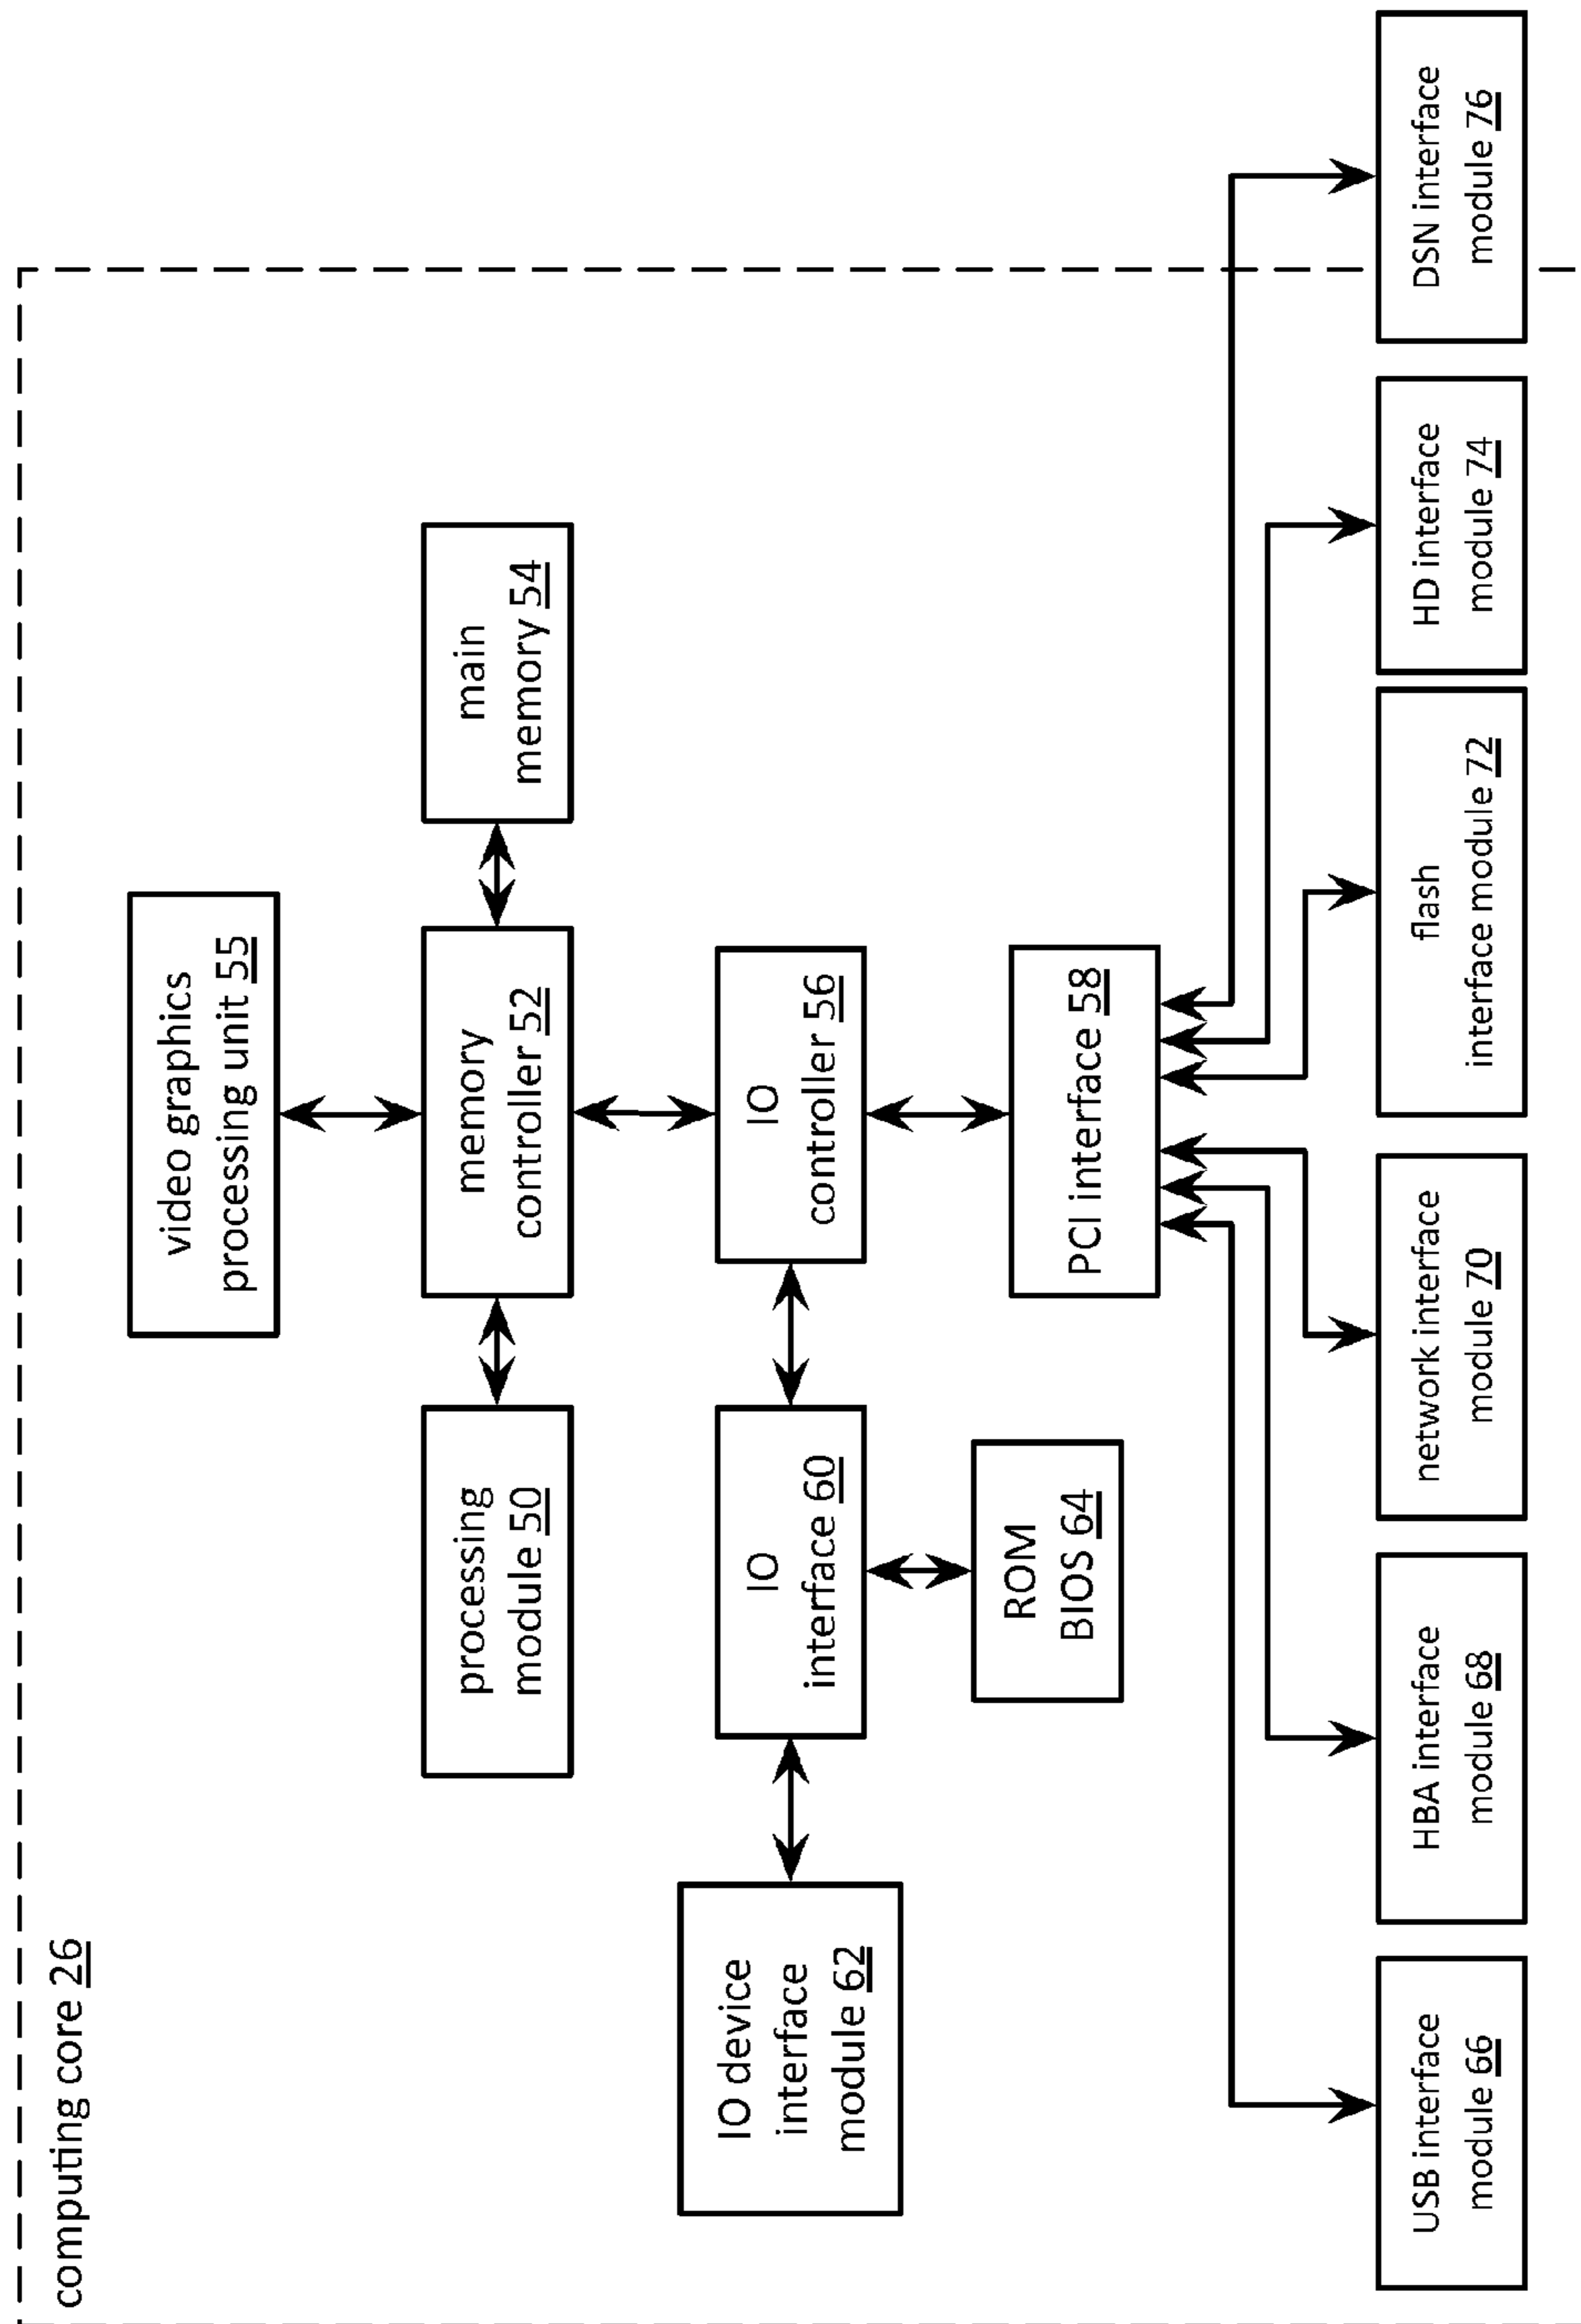 computing core 26
video graphics
processing unit 55
processing
module 50
memory
controller 52
main
memory 54
IO device
interface
module 62
IO
interface 60
IO
controller 56
ROM
BIOS 64
PCI interface 58
USB interface
module 66
HBA interface
module 68
network interface
module 70
flash
interface module 72
HD interface
module 74
DSN interface
module 76